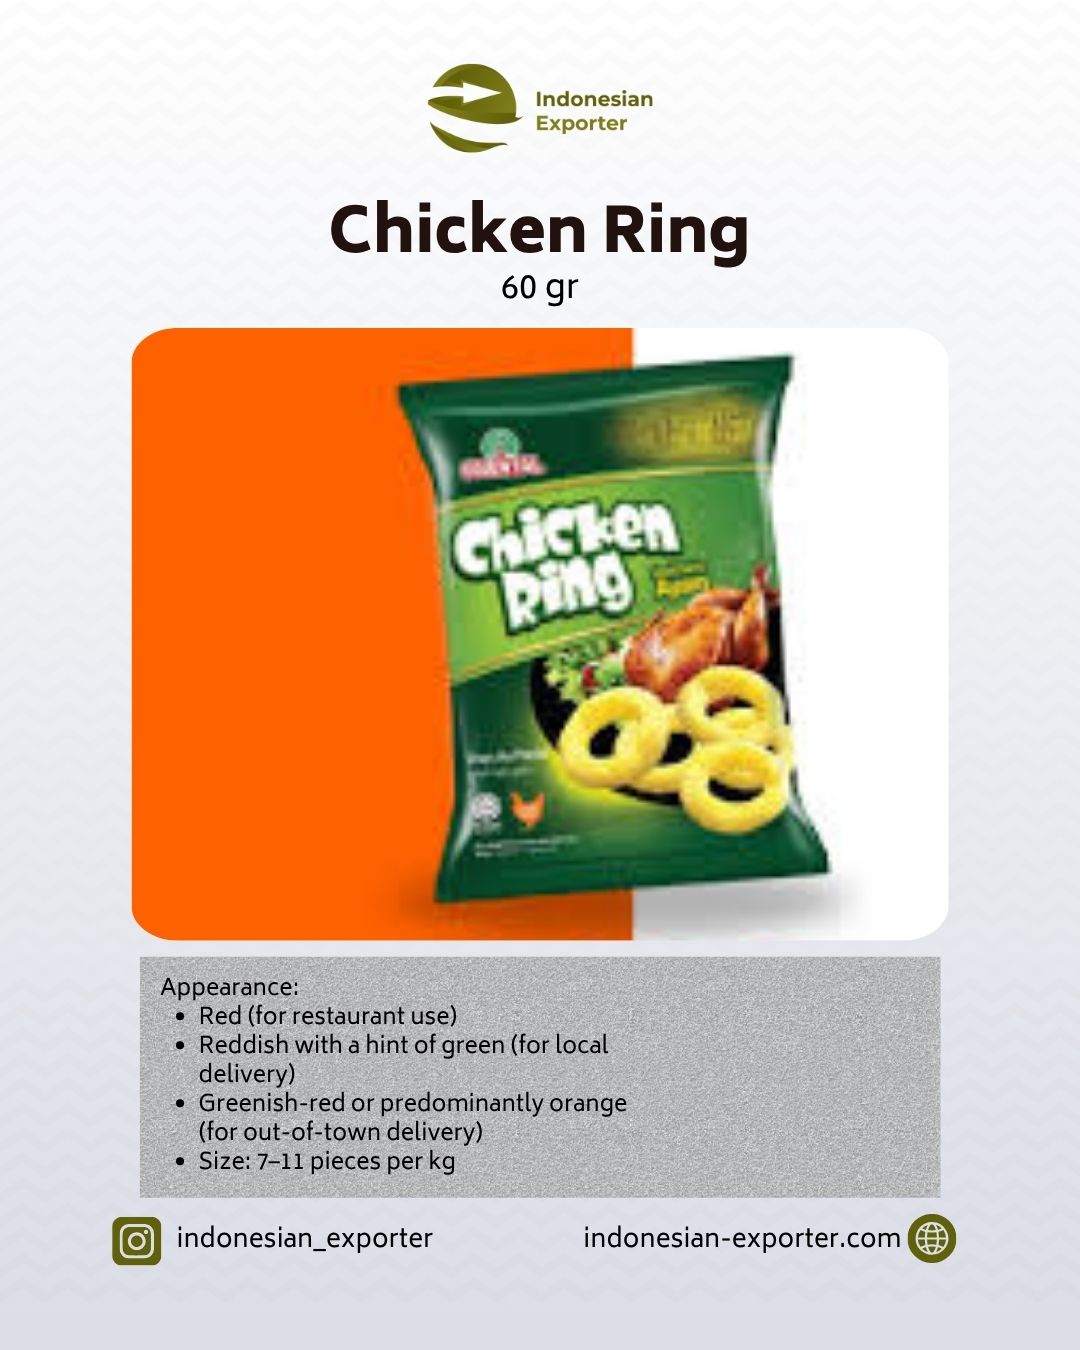 Indonesian
Exporter
Chicken Ring
60 gr
Chicken
Ring
Appearance:
• Red (for restaurant use)
• Reddish with a hint of green (for local
delivery)
• Greenish-red or predominantly orange
(for out-of-town delivery)
• Size: 7–11 pieces per kg
indonesian_exporter
indonesian-exporter.com